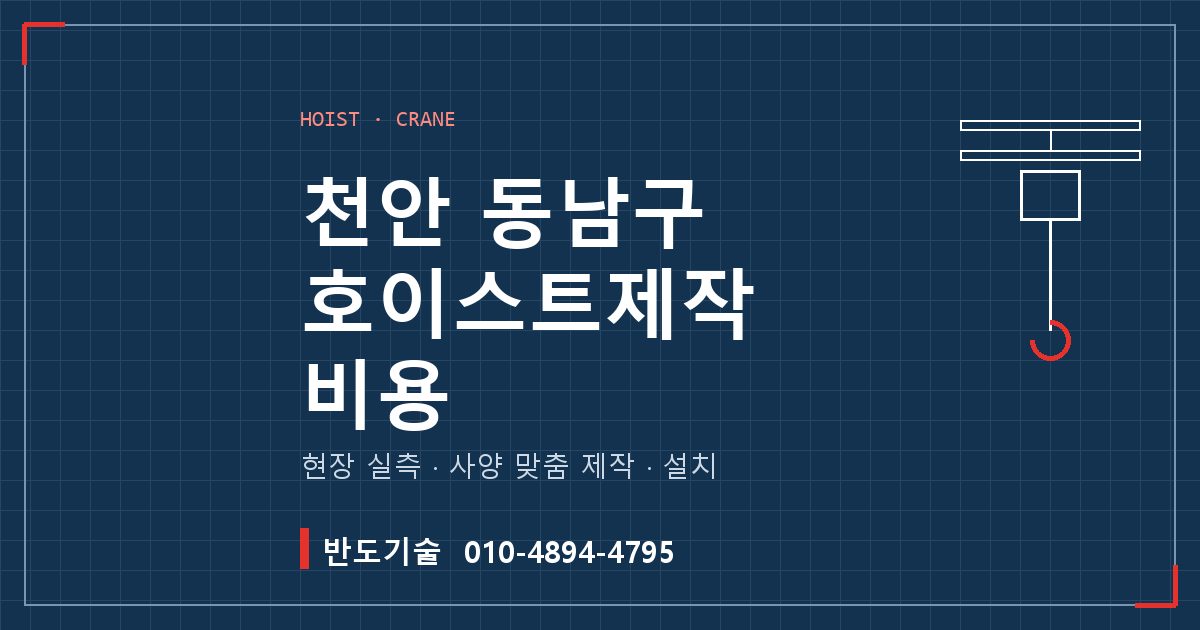 HOIST · CRANE
천안 동남구
호이스트제작
비용
현장 실측 · 사양 맞춤 제작 · 설치
반도기술 010-4894-4795